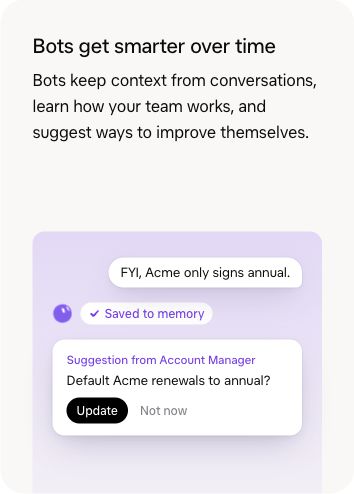 Bots get smarter over time
Bots keep context from conversations,
learn how your team works, and
suggest ways to improve themselves.
FYI, Acme only signs annual.
Saved to memory
Suggestion from Account Manager
Default Acme renewals to annual?
Update
Not now